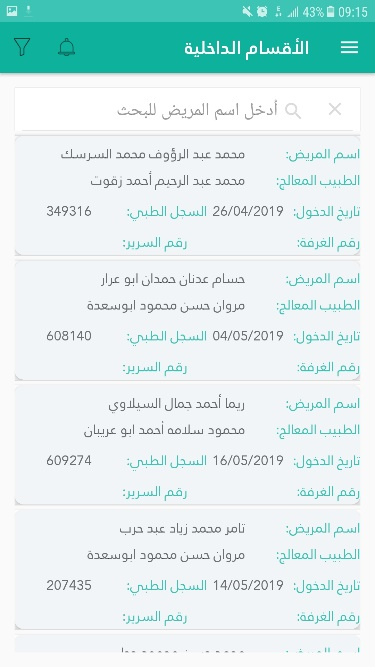 43% 09:15
الأقسام الداخلية
أدخل اسم المريض للبحث
اسم المريض: محمد عبد الرؤوف محمد السرسك
الطبيب المعالج: محمد عبد الرحيم أحمد زقوت
تاريخ الدخول: 26/04/2019 السجل الطبي: 349316
رقم الغرفة: رقم السرير:
اسم المريض: حسام عدنان حمدان ابو عرار
الطبيب المعالج: مروان حسن محمود ابوسعدة
تاريخ الدخول: 04/05/2019 السجل الطبي: 608140
رقم الغرفة: رقم السرير:
اسم المريض: ريما أحمد جمال السيلاوي
الطبيب المعالج: محمود سلامه أحمد ابو عريبان
تاريخ الدخول: 16/05/2019 السجل الطبي: 609274
رقم الغرفة: رقم السرير:
اسم المريض: تامر محمد زياد عبد حرب
الطبيب المعالج: مروان حسن محمود ابوسعدة
تاريخ الدخول: 14/05/2019 السجل الطبي: 207435
رقم الغرفة: رقم السرير: